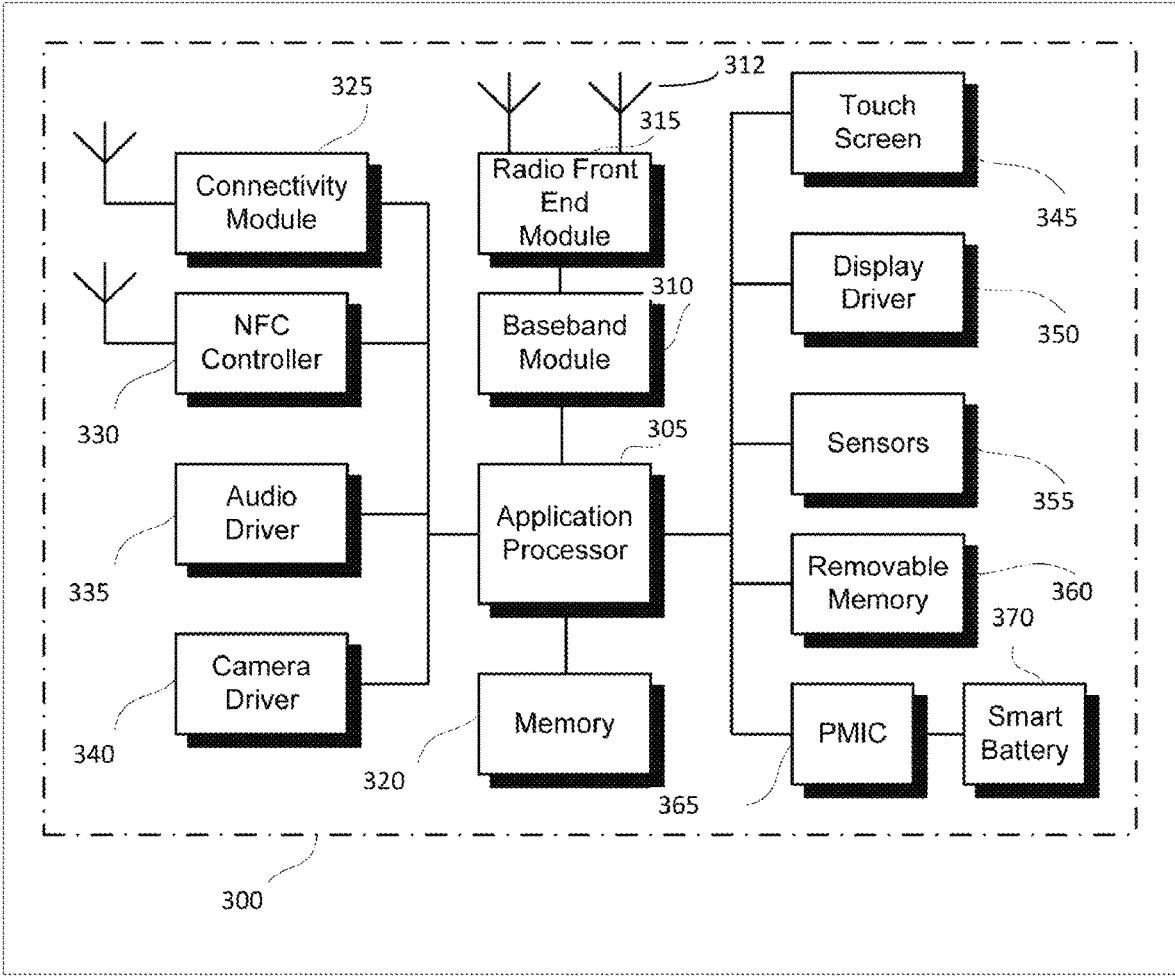 312
325
315
Touch
Screen
Connectivity
Module
Radio Front
End
Module
345
310
Display
Driver
350
NFC
Controller
Baseband
Module
330
305
Sensors
355
Audio
Driver
Application
Processor
335
Removable
Memory
360
370
Camera
Driver
Memory
PMIC
Smart
Battery
340
320
365
300